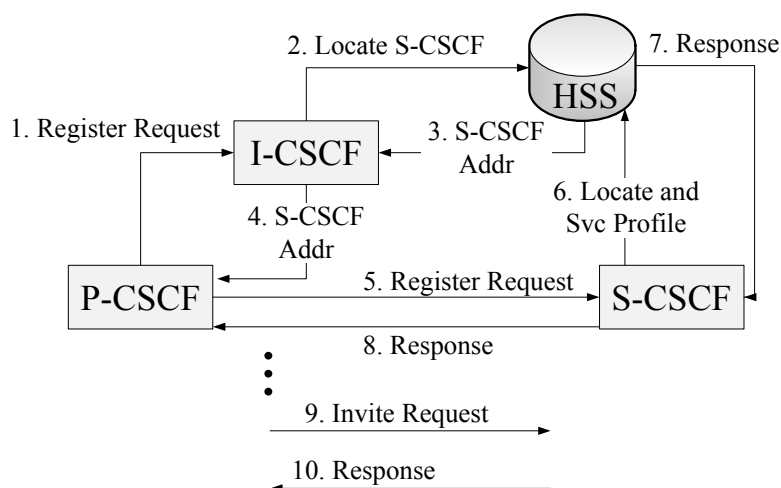 2. Locate S-CSCF
7. Response
HSS
1. Register Request
I-CSCF
3. S-CSCF
Addr
4. S-CSCF
Addr
6. Locate and
Svc Profile
P-CSCF
5. Register Request
S-CSCF
8. Response
9. Invite Request
10. Response